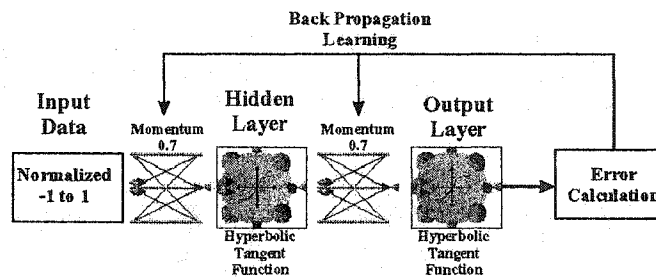 Back Propagation
Learning
Input
Data
Hidden
Layer
Output
Layer
Momentum
0.7
Momentum
0.7
Normalized
-1 to 1
Error
Calculation
Hyperbolic
Tangent
Function
Hyperbolic
Tangent
Function